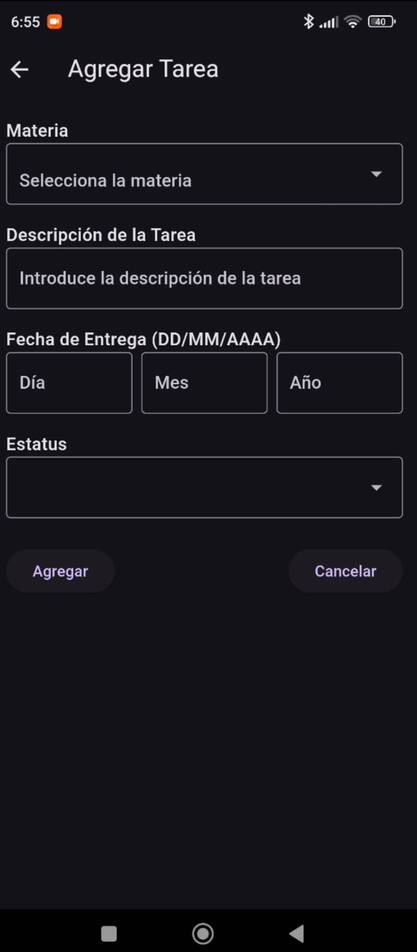 6:55
40
Agregar Tarea
Materia
Selecciona la materia
Descripción de la Tarea
Introduce la descripción de la tarea
Fecha de Entrega (DD/MM/AAAA)
Día Mes Año
Estatus
Agregar Cancelar